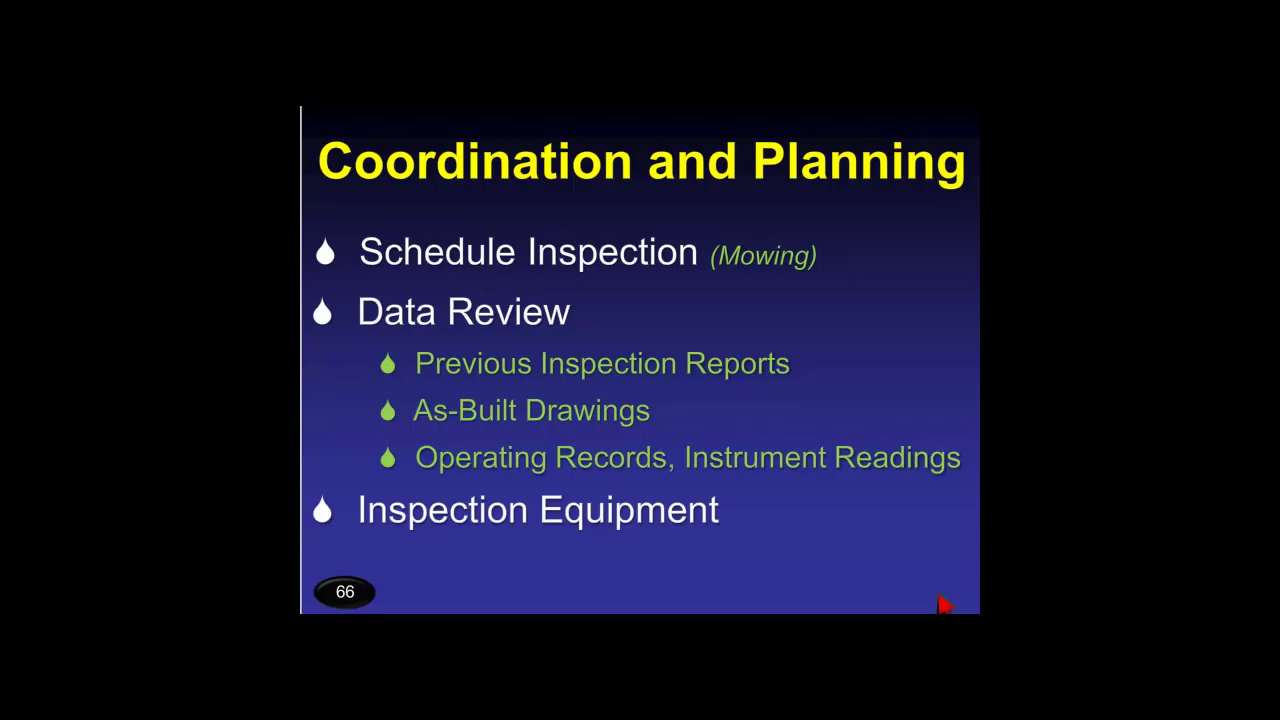 Coordination and Planning
Schedule Inspection (Mowing)
Data Review
Previous Inspection Reports
As-Built Drawings
Operating Records, Instrument Readings
Inspection Equipment
66